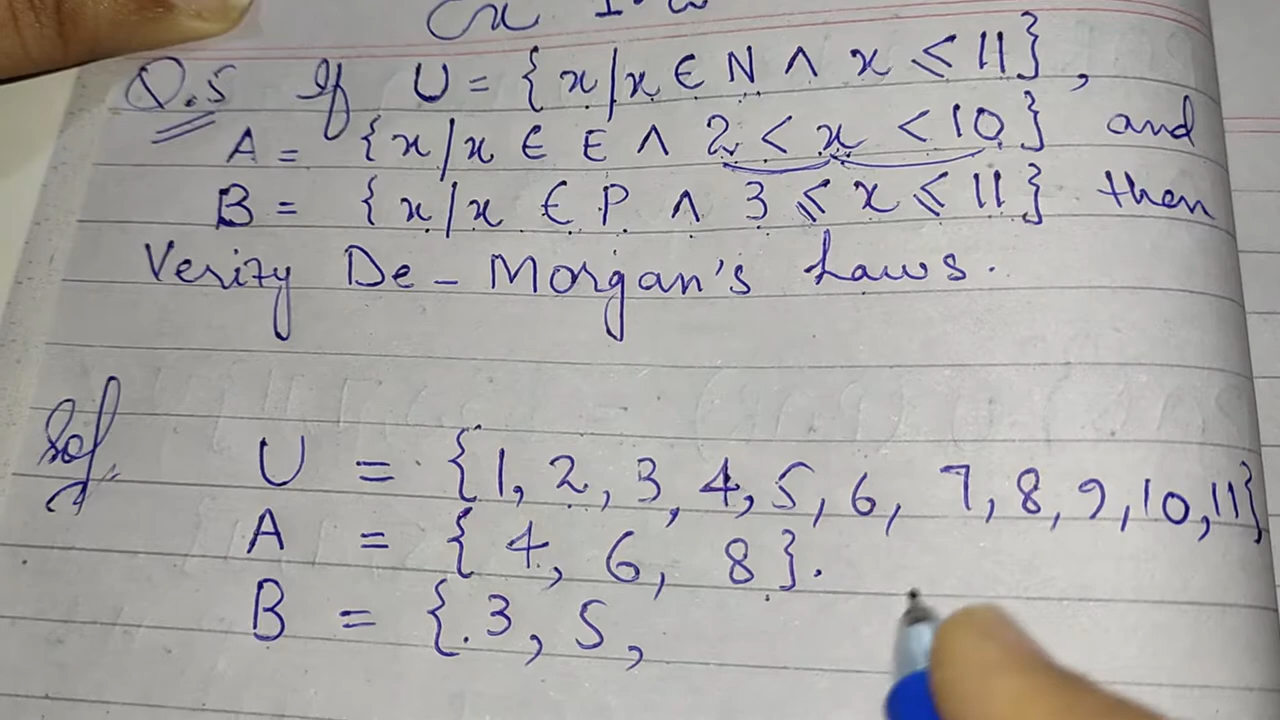 Q.5 If U = {x/x ∈ N ∧ x ≤ 11},
A = {x/x ∈ E ∧ 2 < x < 10} and
B = {x/x ∈ P ∧ 3 ≤ x ≤ 11} then
Verify De-Morgan's Laws.
Sol
U = {1, 2, 3, 4, 5, 6, 7, 8, 9, 10, 11}
A = {4, 6, 8}.
B = {3, 5,